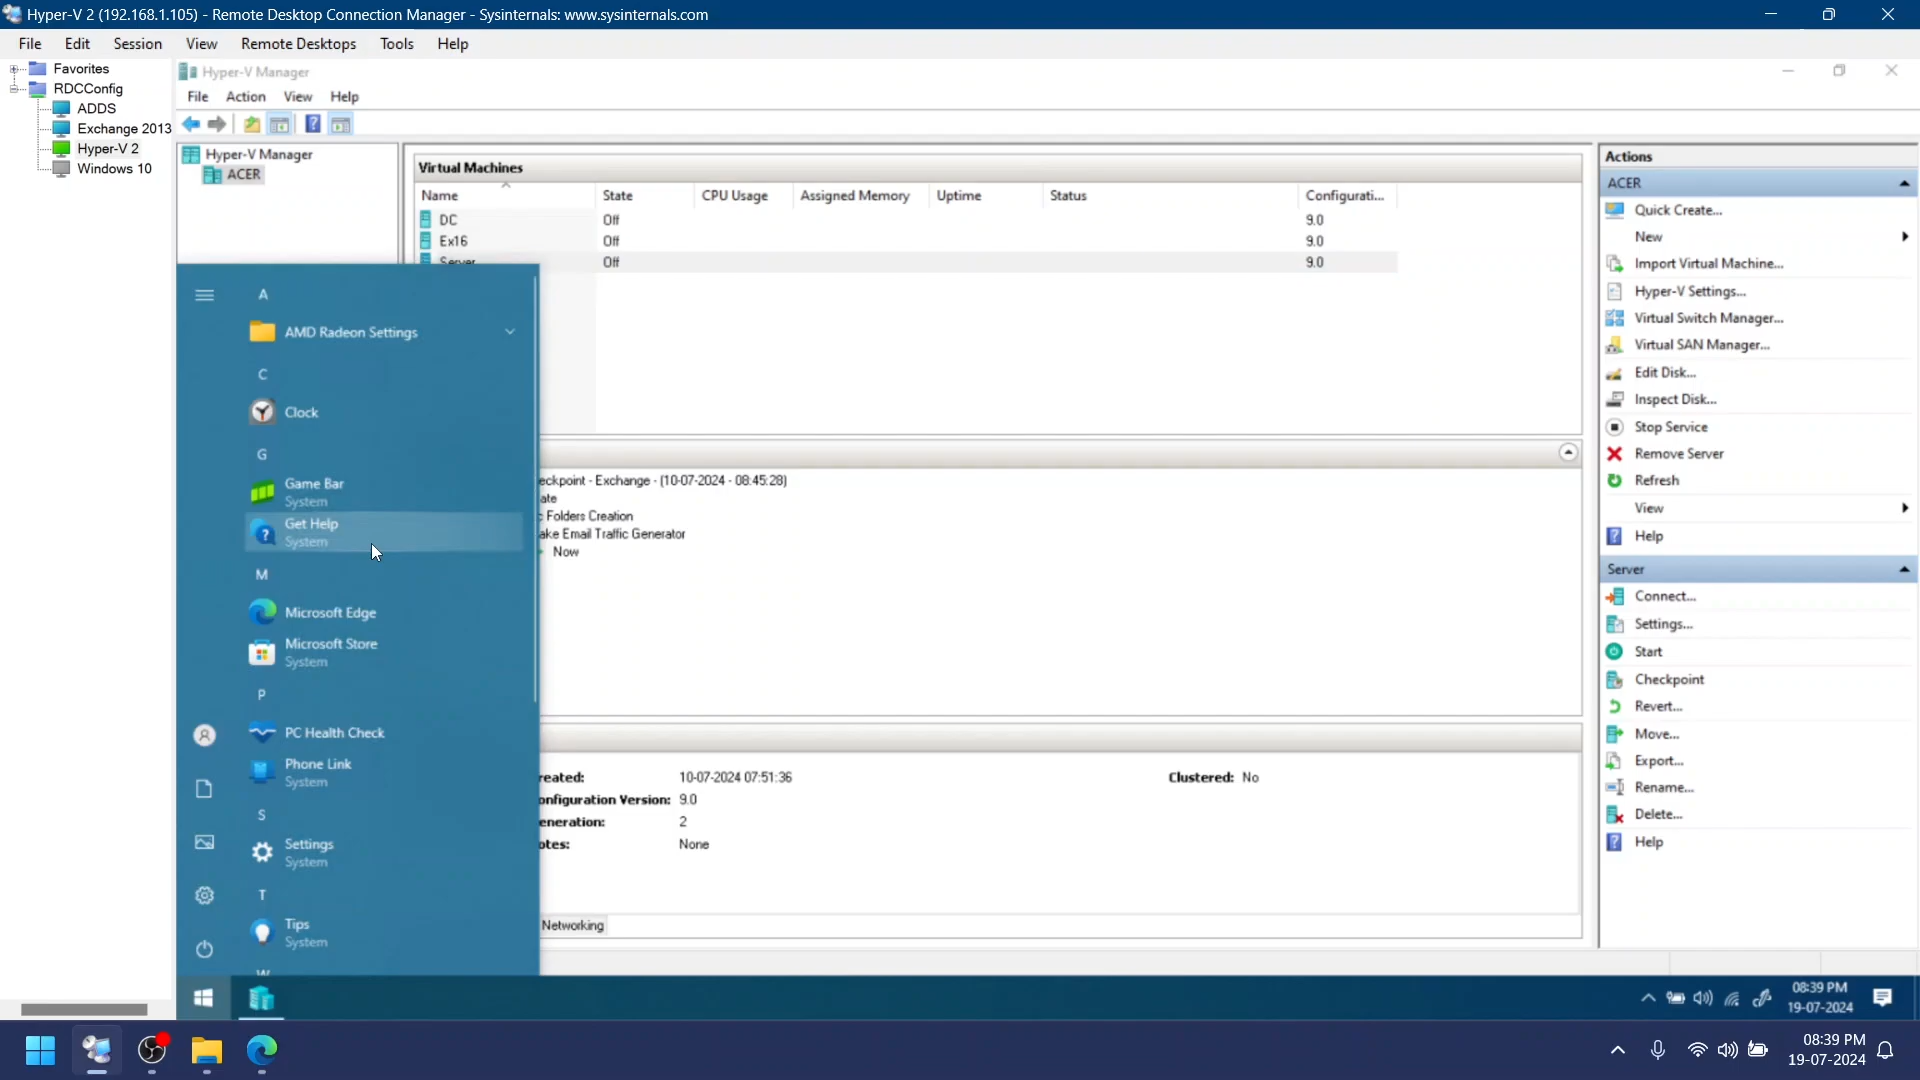 Hyper-V 2 (192.168.1.105) - Remote Desktop Connection Manager - Sysinternals: www.sysinternals.com
File Edit Session View Remote Desktops Tools Help
Favorites
RDCConfig
ADDS
Exchange 2013
Hyper-V 2
Windows 10
Hyper-V Manager
File Action View Help
Hyper-V Manager
ACER
Virtual Machines
Name State CPU Usage Assigned Memory Uptime Status Configurati...
DC Off 9.0
Ex16 Off 9.0
Server Off 9.0
A
AMD Radeon Settings
C
Clock
G
Game Bar
System
Get Help
System
M
Microsoft Edge
Microsoft Store
System
P
PC Health Check
Phone Link
System
S
Settings
System
T
Tips
System
W
eckpoint - Exchange - (10-07-2024 - 08:45:28)
ate
c Folders Creation
ake Email Traffic Generator
Now
reated: 10-07-2024 07:51:36 Clustered: No
onfiguration Version: 9.0
eneration: 2
otes: None
Networking
Actions
ACER
Quick Create...
New
Import Virtual Machine...
Hyper-V Settings...
Virtual Switch Manager...
Virtual SAN Manager...
Edit Disk...
Inspect Disk...
Stop Service
Remove Server
Refresh
View
Help
Server
Connect...
Settings...
Start
Checkpoint
Revert...
Move...
Export...
Rename...
Delete...
Help
08:39 PM
19-07-2024
08:39 PM
19-07-2024